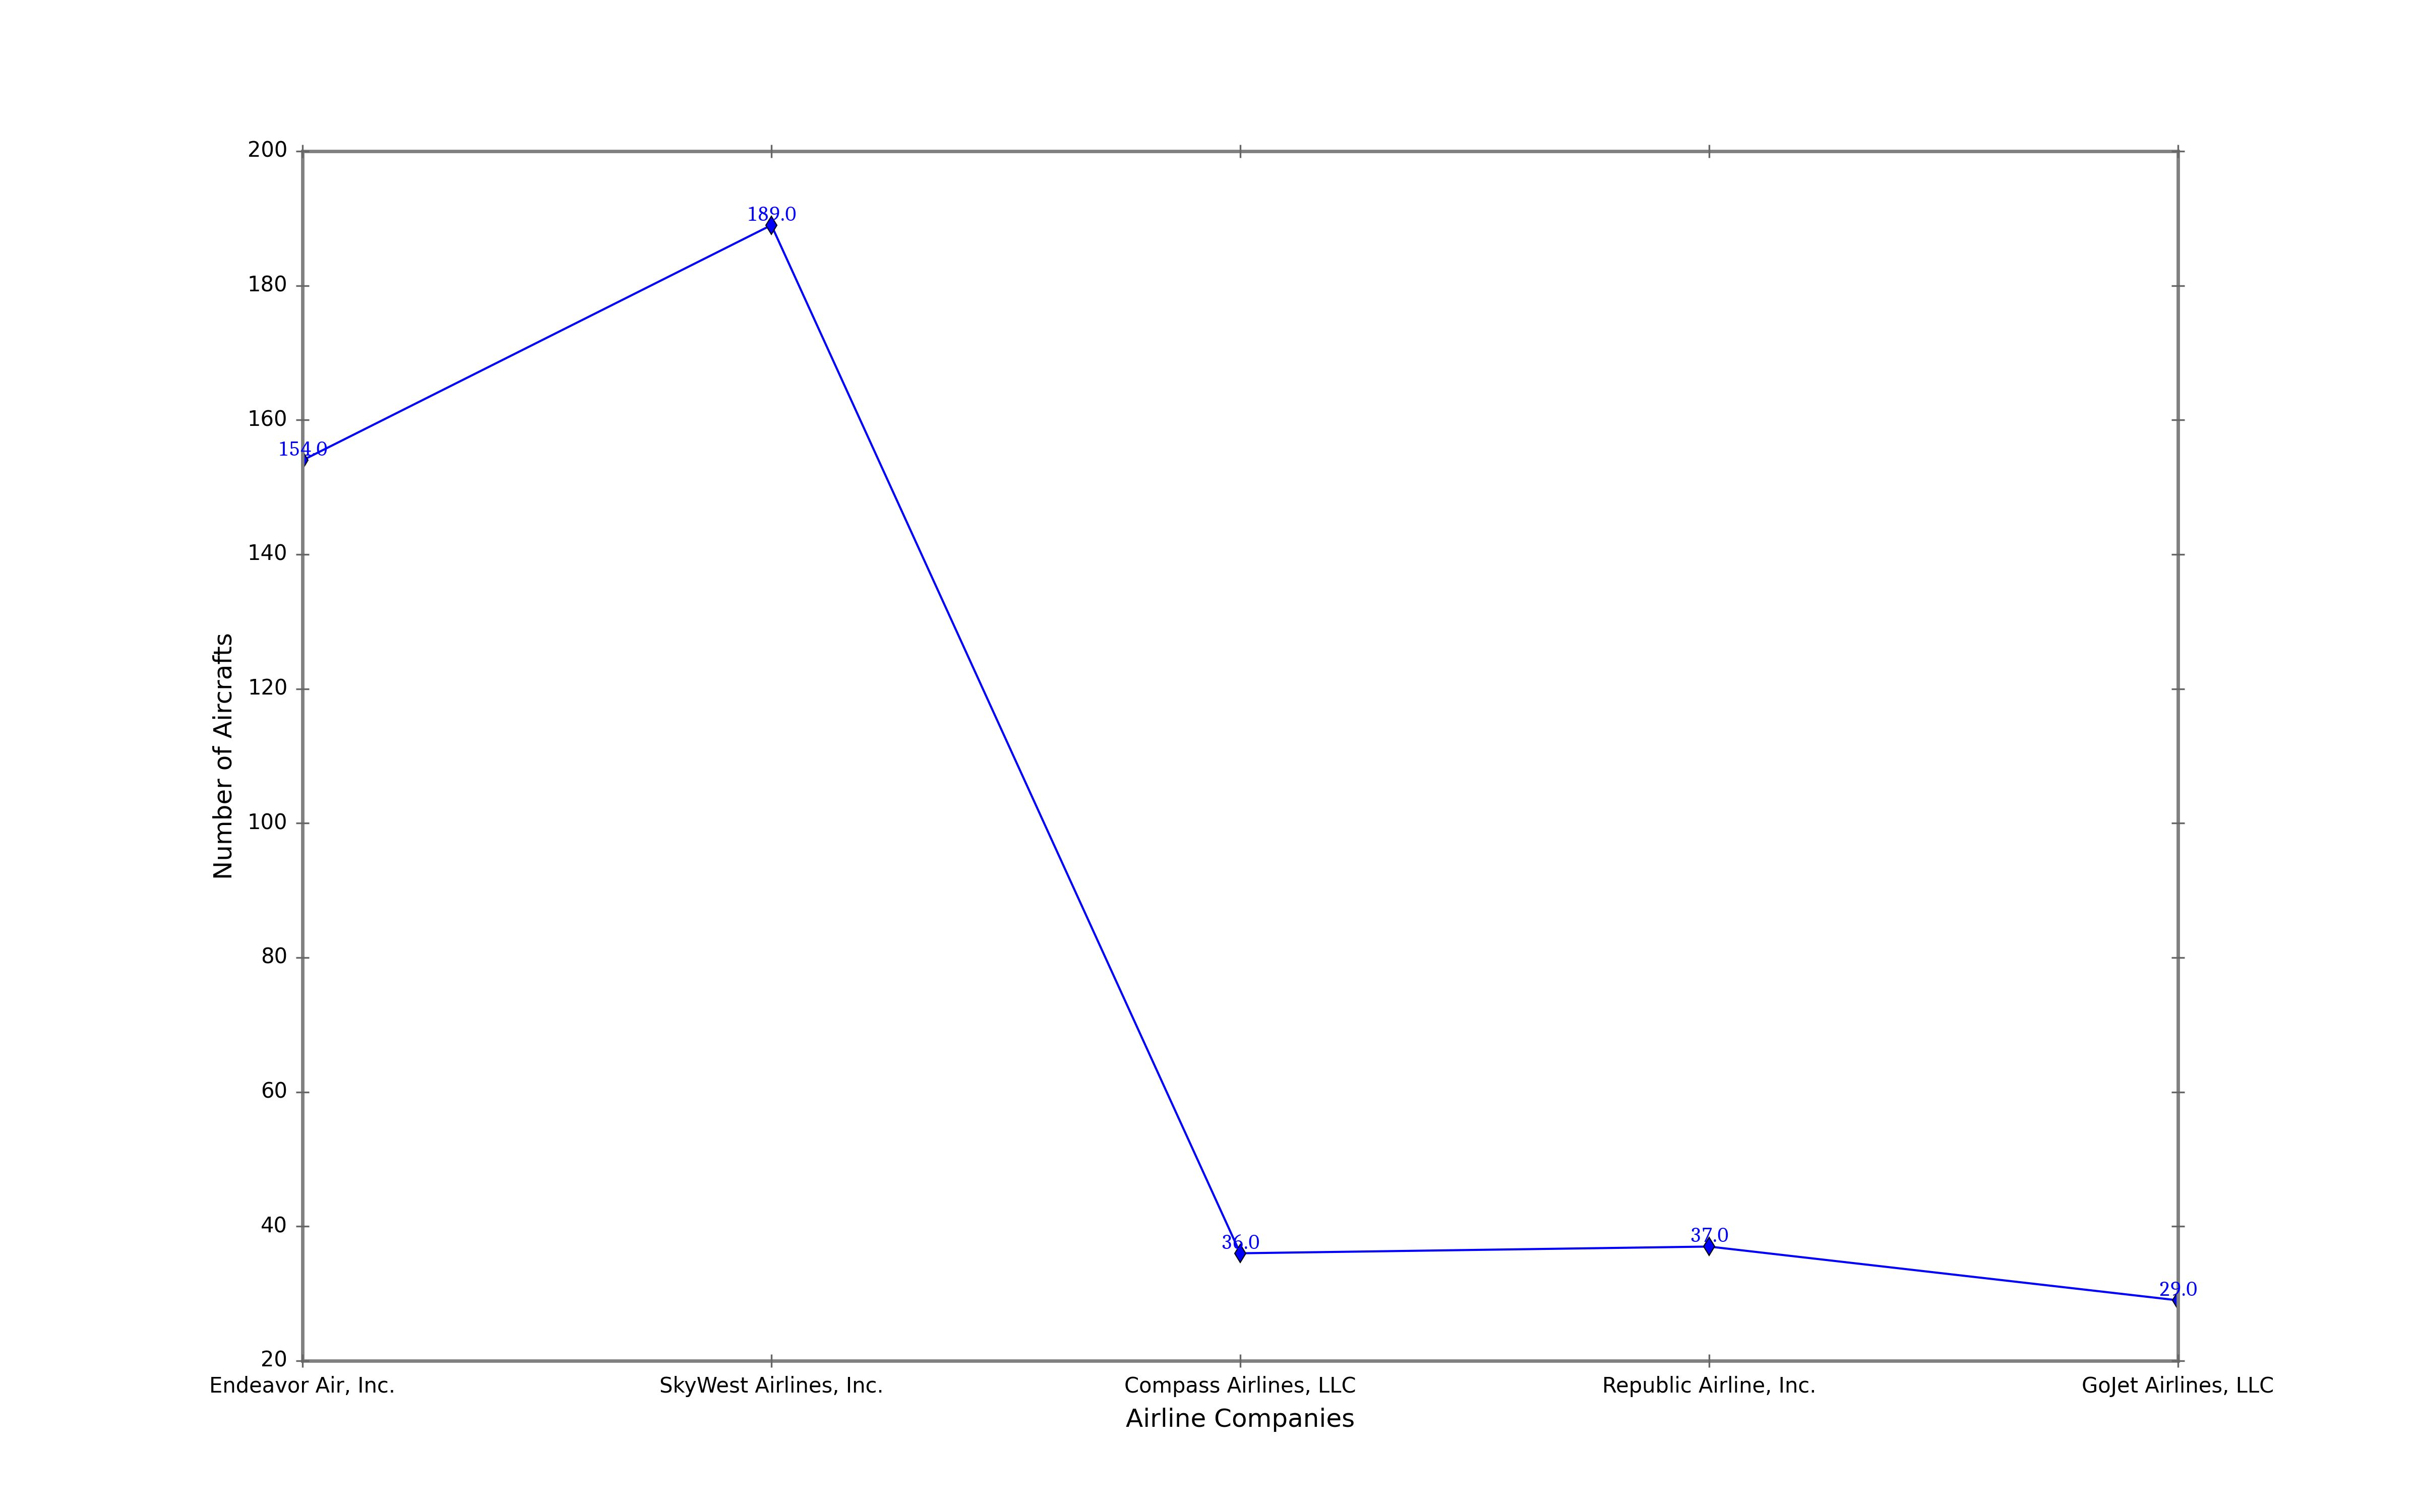 200
189.0
180
160
154.0
140
120
Number of Aircrafts
100
80
60
40
36.0
37.0
29.0
20
Endeavor Air, Inc.
SkyWest Airlines, Inc.
Compass Airlines, LLC
Republic Airline, Inc.
GoJet Airlines, LLC
Airline Companies